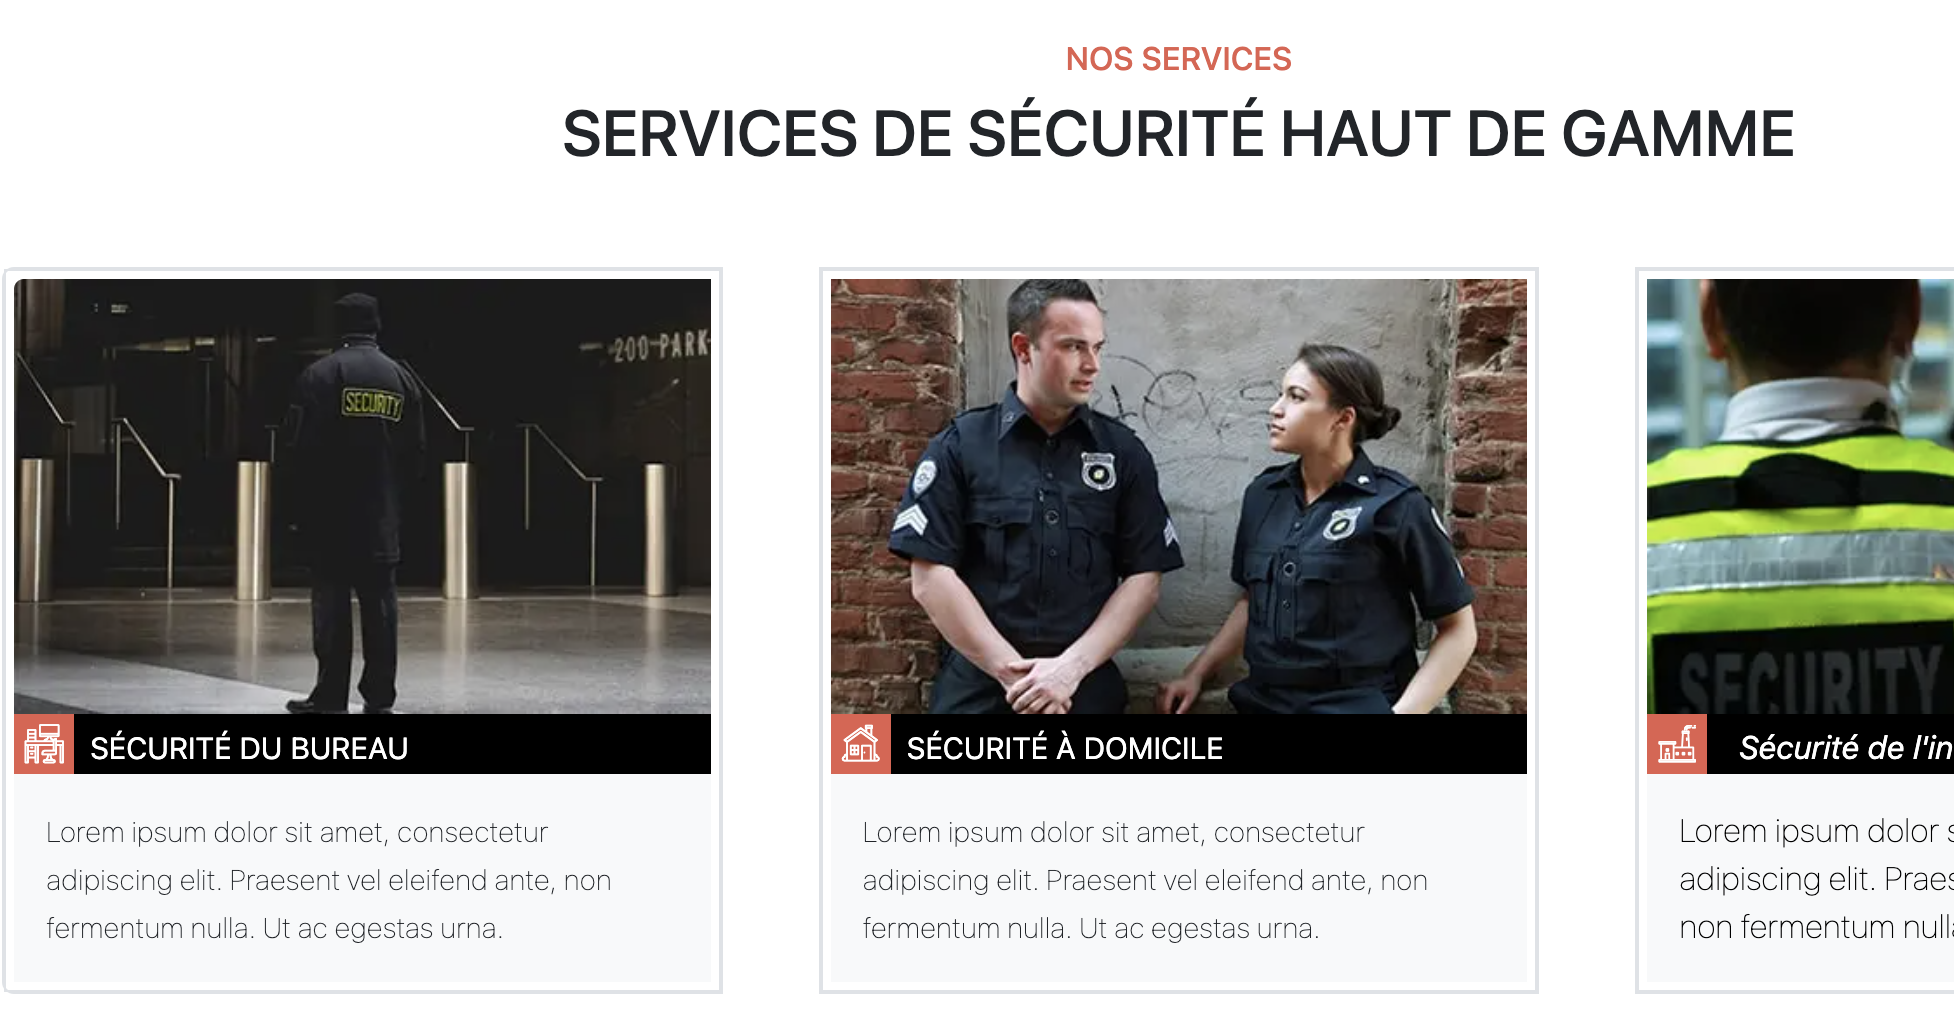 NOS SERVICES
SERVICES DE SÉCURITÉ HAUT DE GAMME
200 PARK
SECURITY
SECURITY
SÉCURITÉ DU BUREAU
SÉCURITÉ À DOMICILE
Sécurité de l'in
Lorem ipsum dolor sit amet, consectetur
adipiscing elit. Praesent vel eleifend ante, non
fermentum nulla. Ut ac egestas urna.
Lorem ipsum dolor sit amet, consectetur
adipiscing elit. Praesent vel eleifend ante, non
fermentum nulla. Ut ac egestas urna.
Lorem ipsum dolor s
adipiscing elit. Praes
non fermentum null